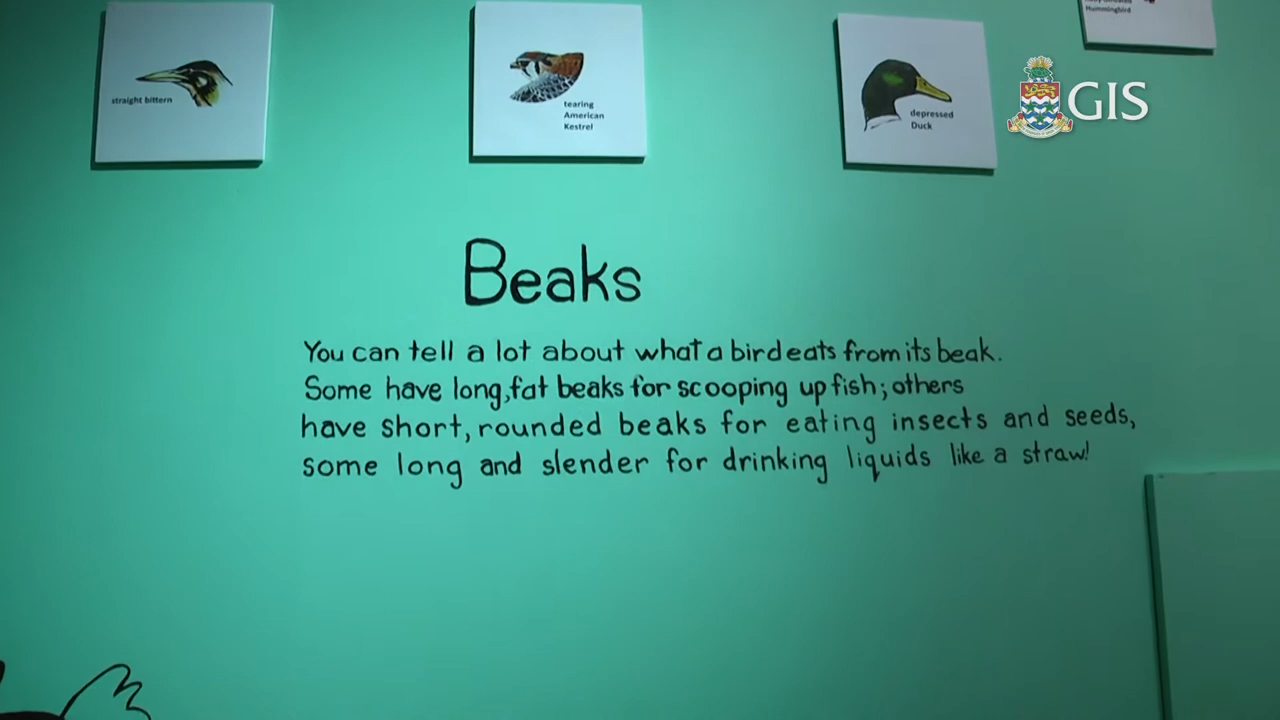 Hummingbird
straight bittern
tearing
American
Kestrel
depressed
Duck
GIS
Beaks
You can tell a lot about what a bird eats from its beak.
Some have long, fat beaks for scooping up fish; others
have short, rounded beaks for eating insects and seeds,
some long and slender for drinking liquids like a straw!